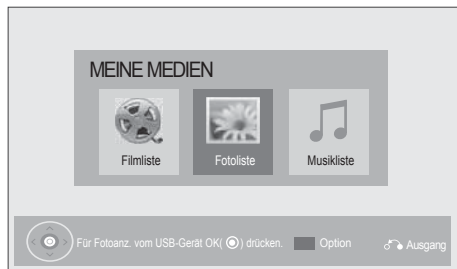 MEINE MEDIEN
Filmliste
Fotoliste
Musikliste
Für Fotoanz. vom USB-Gerät OK(◉) drücken. Option Ausgang